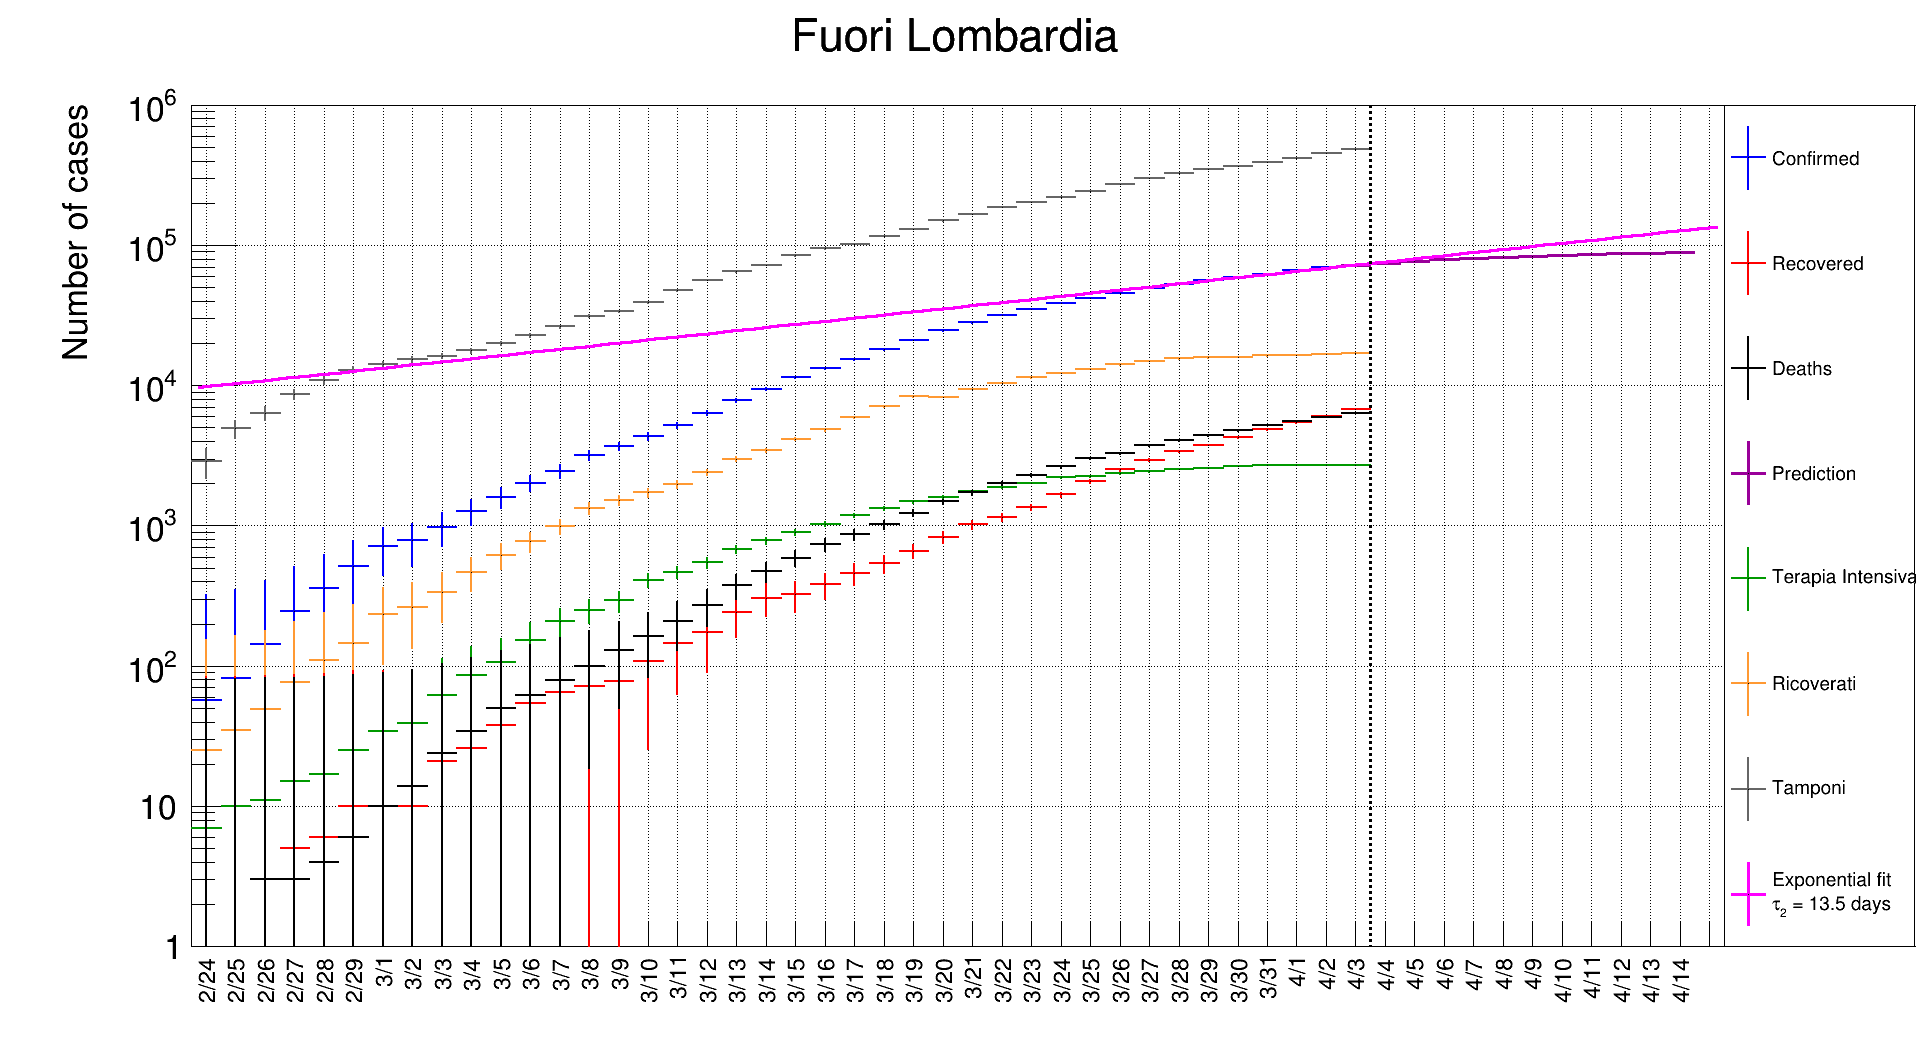 Fuori Lombardia
Number of cases
10^6
10^5
10^4
10^3
10^2
10
1
2/24 2/25 2/26 2/27 2/28 2/29 3/1 3/2 3/3 3/4 3/5 3/6 3/7 3/8 3/9 3/10 3/11 3/12 3/13 3/14 3/15 3/16 3/17 3/18 3/19 3/20 3/21 3/22 3/23 3/24 3/25 3/26 3/27 3/28 3/29 3/30 3/31 4/1 4/2 4/3 4/4 4/5 4/6 4/7 4/8 4/9 4/10 4/11 4/12 4/13 4/14
Confirmed
Recovered
Deaths
Prediction
Terapia Intensiva
Ricoverati
Tamponi
Exponential fit
τ₂ = 13.5 days